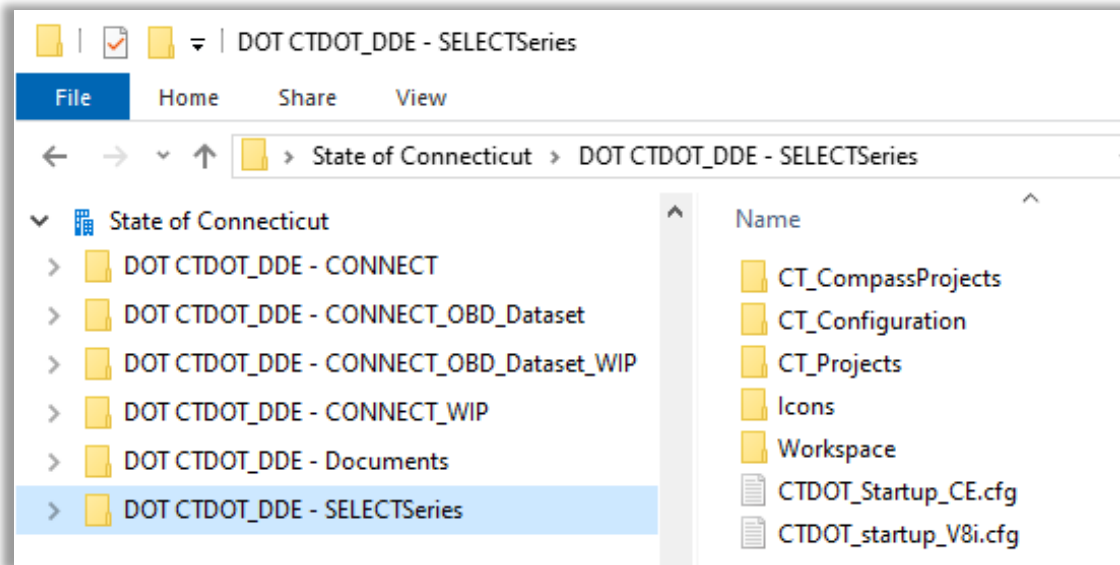 DOT CTDOT_DDE - SELECTSeries
File Home Share View
State of Connecticut > DOT CTDOT_DDE - SELECTSeries
State of Connecticut
DOT CTDOT_DDE - CONNECT
DOT CTDOT_DDE - CONNECT_OBD_Dataset
DOT CTDOT_DDE - CONNECT_OBD_Dataset_WIP
DOT CTDOT_DDE - CONNECT_WIP
DOT CTDOT_DDE - Documents
DOT CTDOT_DDE - SELECTSeries
Name
CT_CompassProjects
CT_Configuration
CT_Projects
Icons
Workspace
CTDOT_Startup_CE.cfg
CTDOT_startup_V8i.cfg